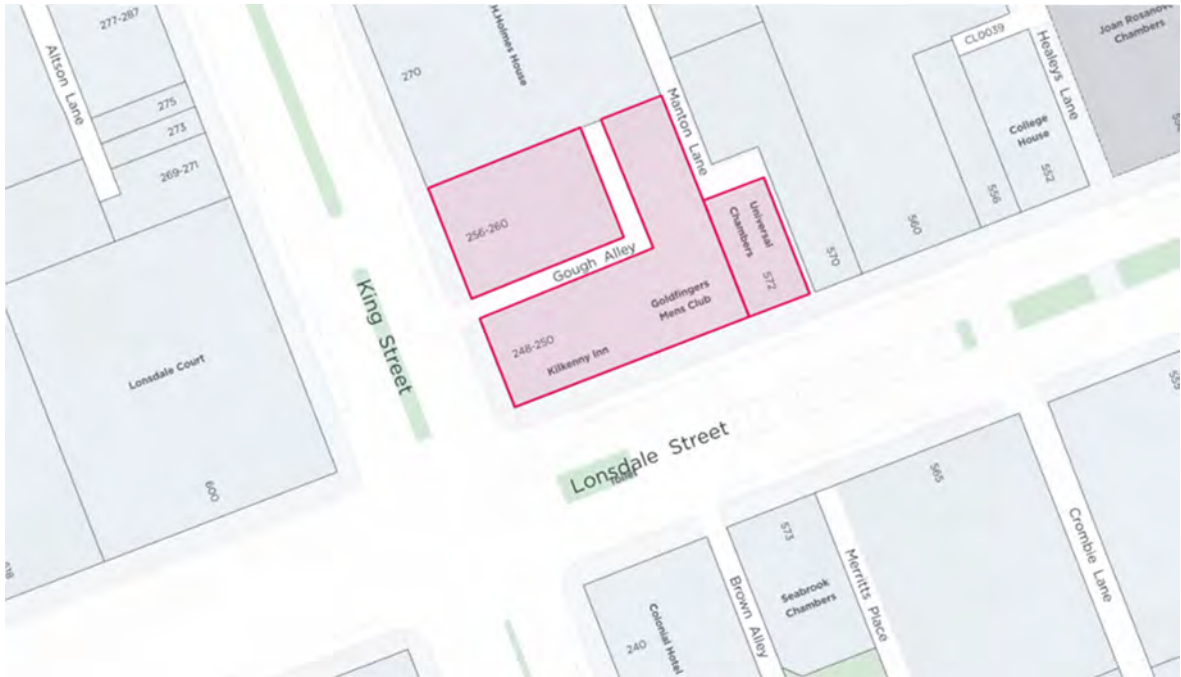 277-287
Altson Lane
275
273
269-271
270
H.Holmes House
Manton Lane
CL0039
Healeys Lane
Joan Rosanove
Chambers
College
House
552
556
560
570
256-260
Gough Alley
Universal
Chambers
572
Goldfingers
Mens Club
248-250
Kilkenny Inn
King Street
Lonsdale Court
600
618
Lonsdale Street
Toilet
565
559
573
Seabrook
Chambers
Merritts Place
Crombie Lane
Brown Alley
Colonial Hotel
240